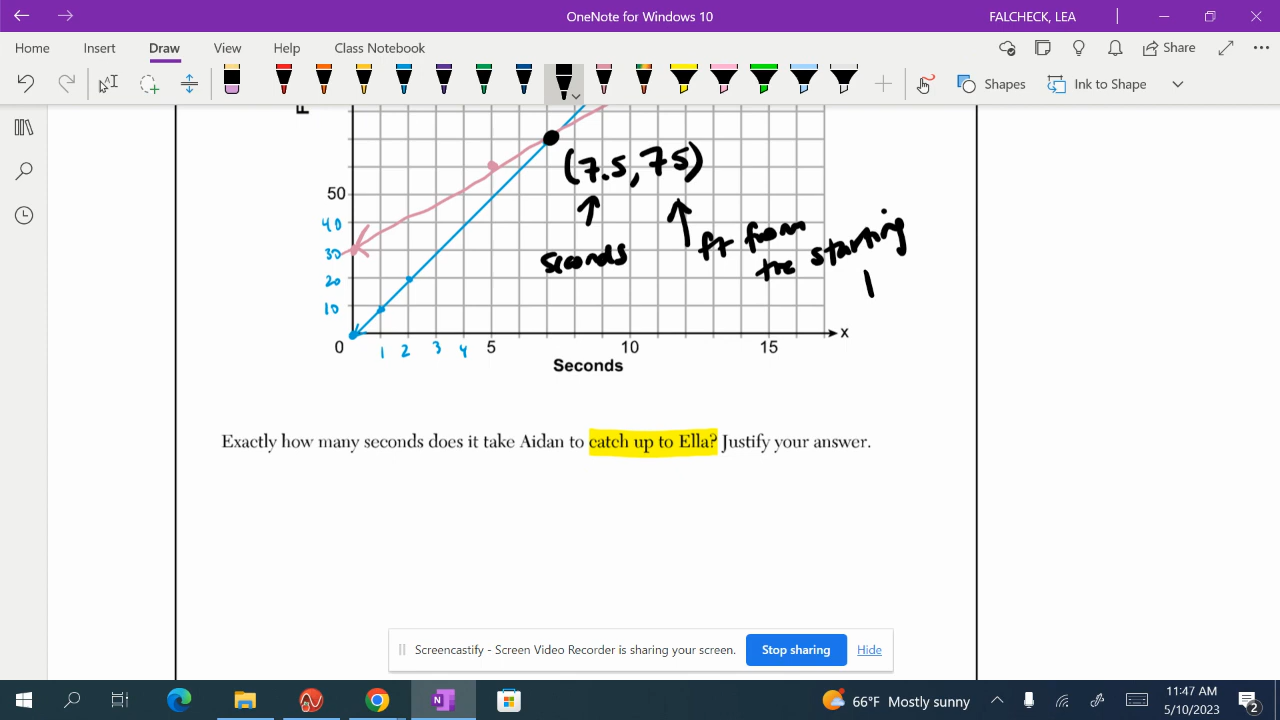 OneNote for Windows 10
FALCHECK, LEA
Home Insert Draw View Help Class Notebook
Share
Shapes
Ink to Shape
F
50
40
30
20
10
0
1 2 3 4 5 10 15 x
Seconds
(7.5, 75)
seconds
ft from
the starting
Exactly how many seconds does it take Aidan to catch up to Ella? Justify your answer.
Screencastify - Screen Video Recorder is sharing your screen.
Stop sharing
Hide
66°F Mostly sunny
11:47 AM
5/10/2023
2